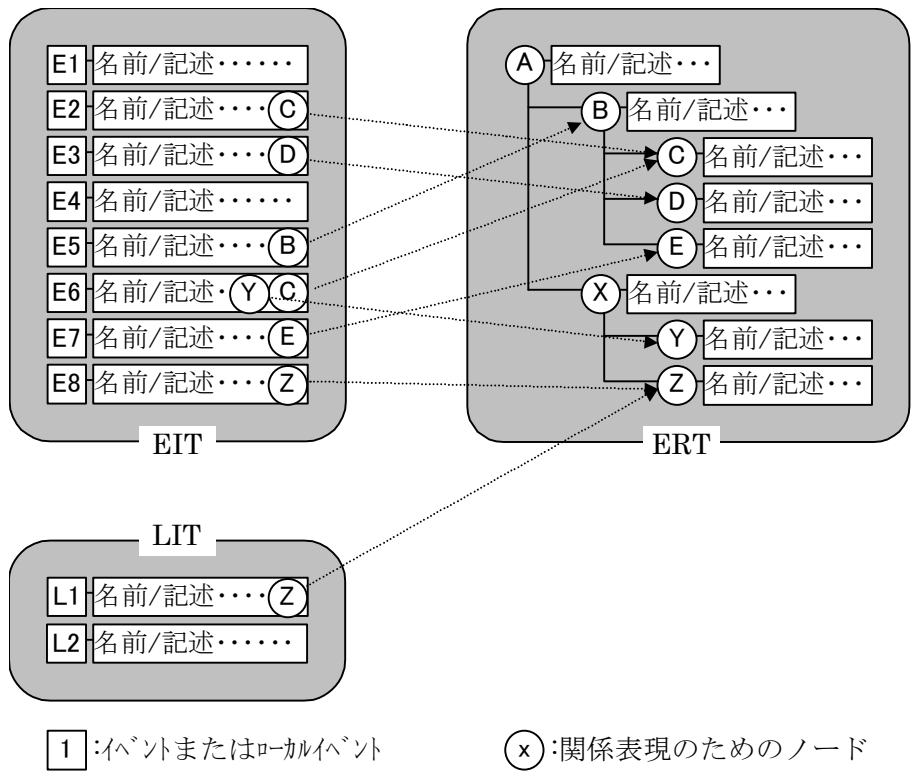 E1 名前/記述・・・・・・
E2 名前/記述・・・・C
E3 名前/記述・・・・D
E4 名前/記述・・・・・・
E5 名前/記述・・・・B
E6 名前/記述・Y C
E7 名前/記述・・・・E
E8 名前/記述・・・・Z
EIT
A 名前/記述・・・
B 名前/記述・・・
C 名前/記述・・・
D 名前/記述・・・
E 名前/記述・・・
X 名前/記述・・・
Y 名前/記述・・・
Z 名前/記述・・・
ERT
LIT
L1 名前/記述・・・・Z
L2 名前/記述・・・・・・
1 :ｲﾍﾞﾝﾄまたはﾛｰｶﾙｲﾍﾞﾝﾄ
x :関係表現のためのノード